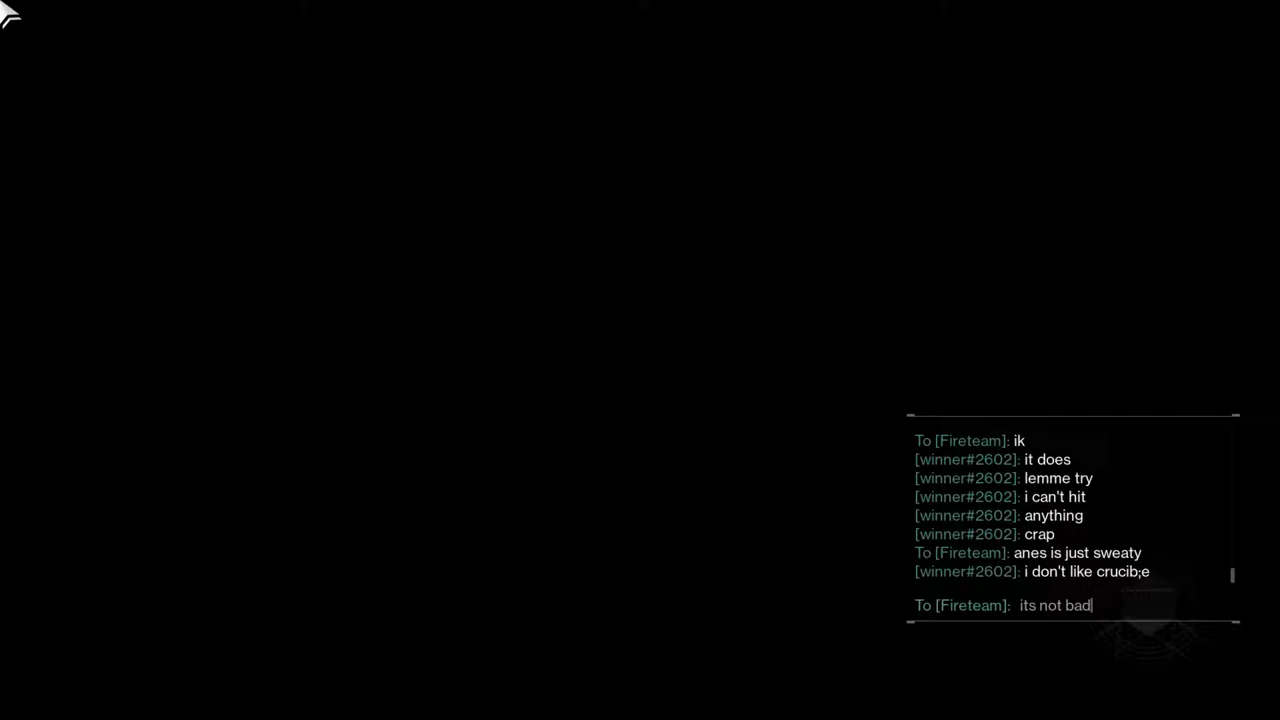 To [Fireteam]: ik
[winner#2602]: it does
[winner#2602]: lemme try
[winner#2602]: i can't hit
[winner#2602]: anything
[winner#2602]: crap
To [Fireteam]: anes is just sweaty
[winner#2602]: i don't like crucib;e
To [Fireteam]: its not bad